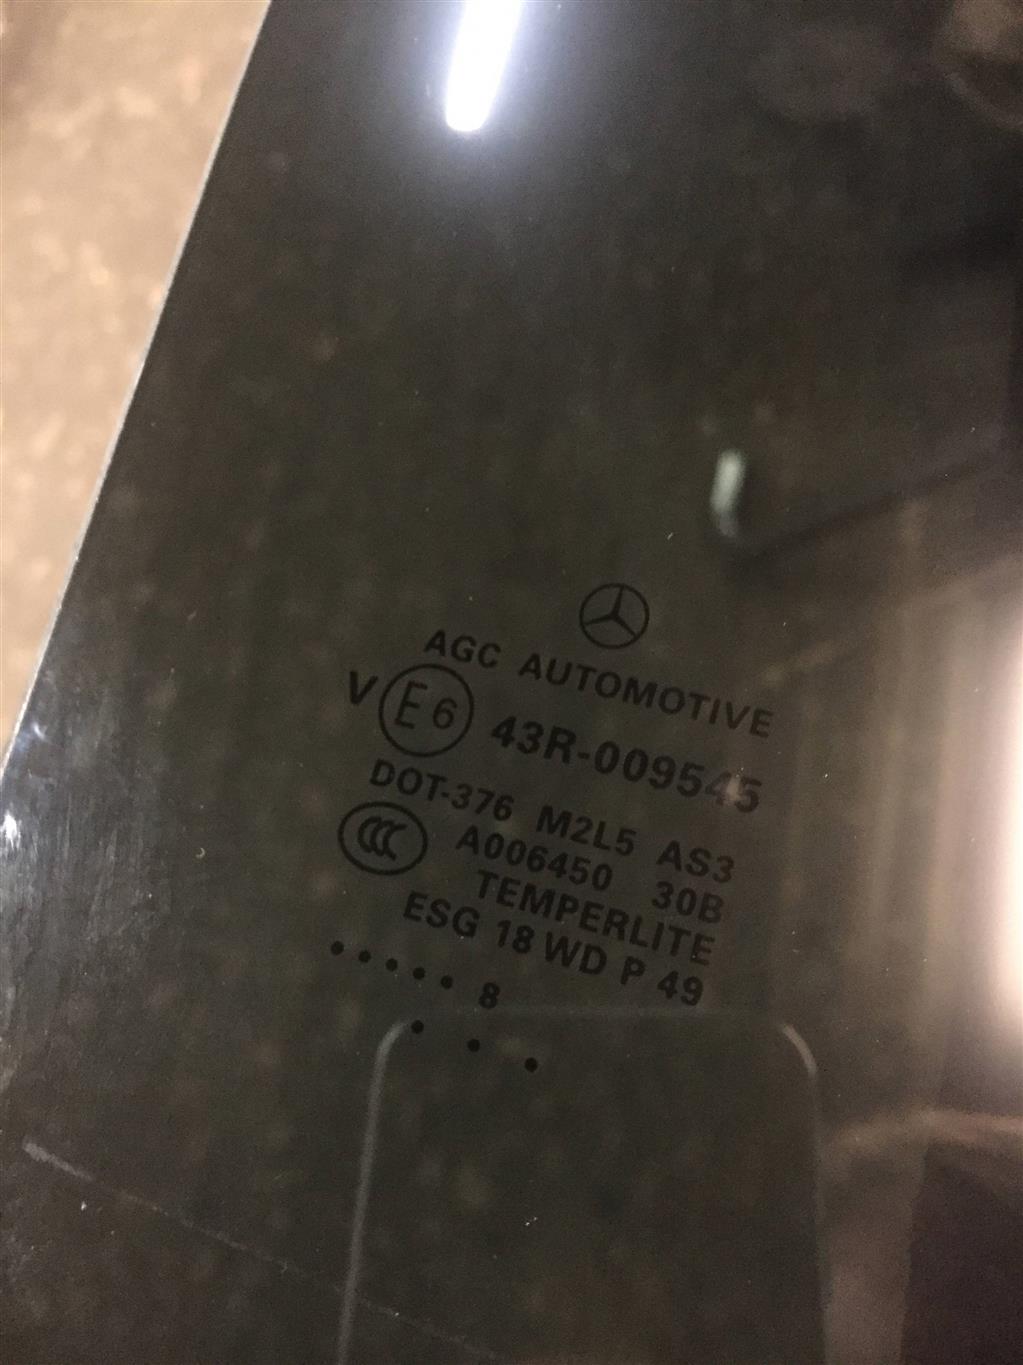 AGC AUTOMOTIVE
V E6 43R-009545
DOT-376 M2L5 AS3
CCC A006450 30B
TEMPERLITE
ESG 18 WD P 49
..... 8
. . .